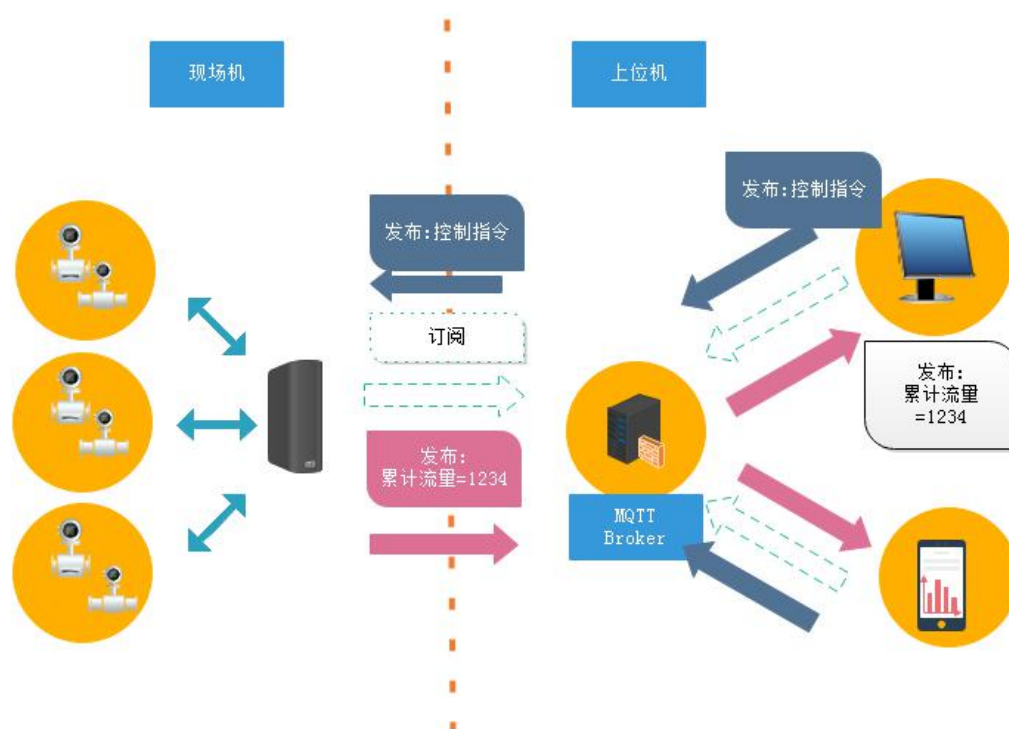 现场机
上位机
发布:控制指令
发布:控制指令
订阅
发布:
累计流量
=1234
发布:
累计流量=1234
MQTT
Broker